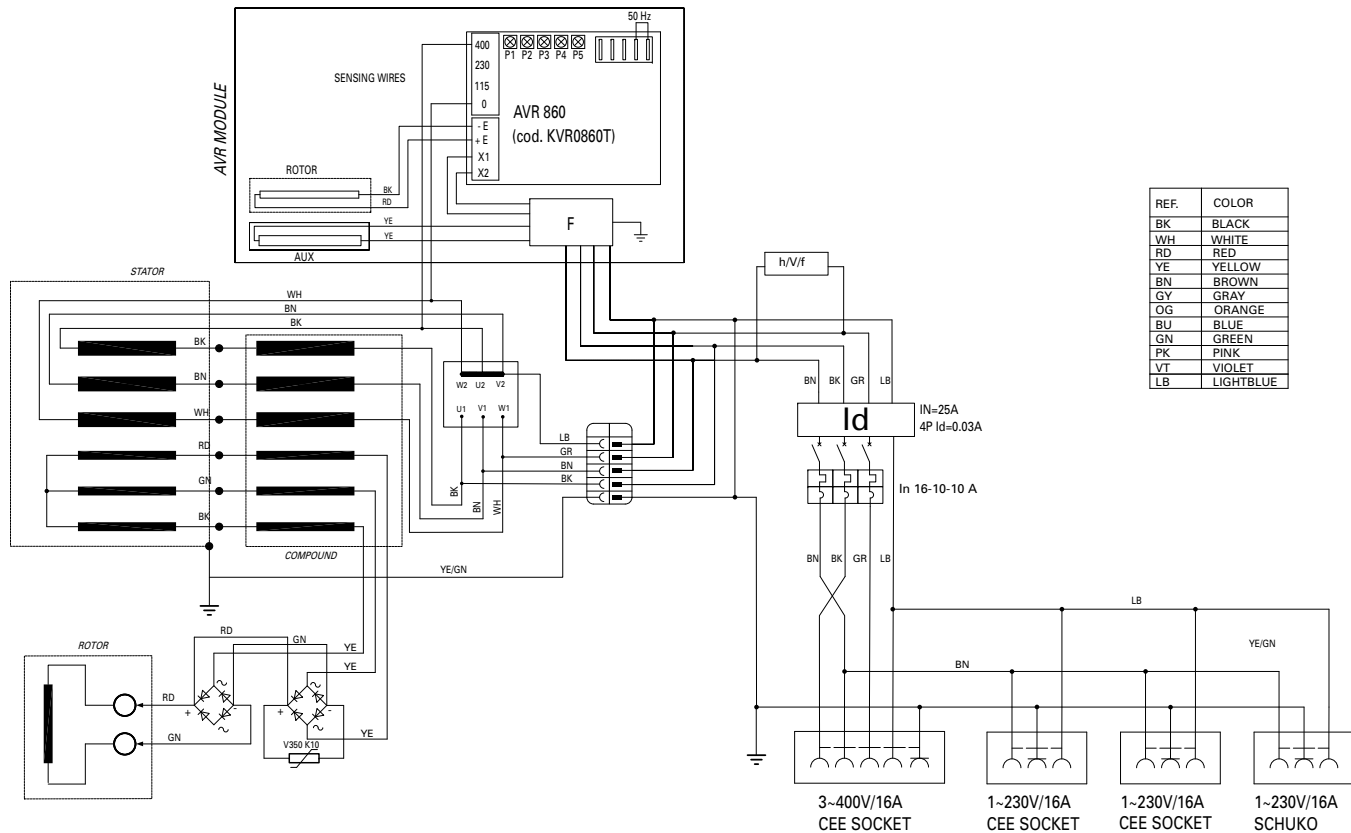 50 Hz
400
230
115
0
P1 P2 P3 P4 P5
SENSING WIRES
AVR MODULE
AVR 860
(cod. KVR0860T)
- E
+ E
X1
X2
ROTOR
BK
RD
YE
YE
AUX
F
h/V/f
REF. COLOR
BK BLACK
WH WHITE
RD RED
YE YELLOW
BN BROWN
GY GRAY
OG ORANGE
BU BLUE
GN GREEN
PK PINK
VT VIOLET
LB LIGHTBLUE
STATOR
WH
BN
BK
BK
BN
WH
RD
GN
BK
COMPOUND
W2 U2 V2
U1 V1 W1
BK
BN
WH
LB
GR
BN
BK
YE/GN
BN BK GR LB
Id
IN=25A
4P Id=0.03A
In 16-10-10 A
BN BK GR LB
LB
YE/GN
BN
ROTOR
RD
GN
RD
GN
YE
YE
YE
+ -
~
~
+ -
~
~
V350 K10
3~400V/16A
CEE SOCKET
1~230V/16A
CEE SOCKET
1~230V/16A
CEE SOCKET
1~230V/16A
SCHUKO